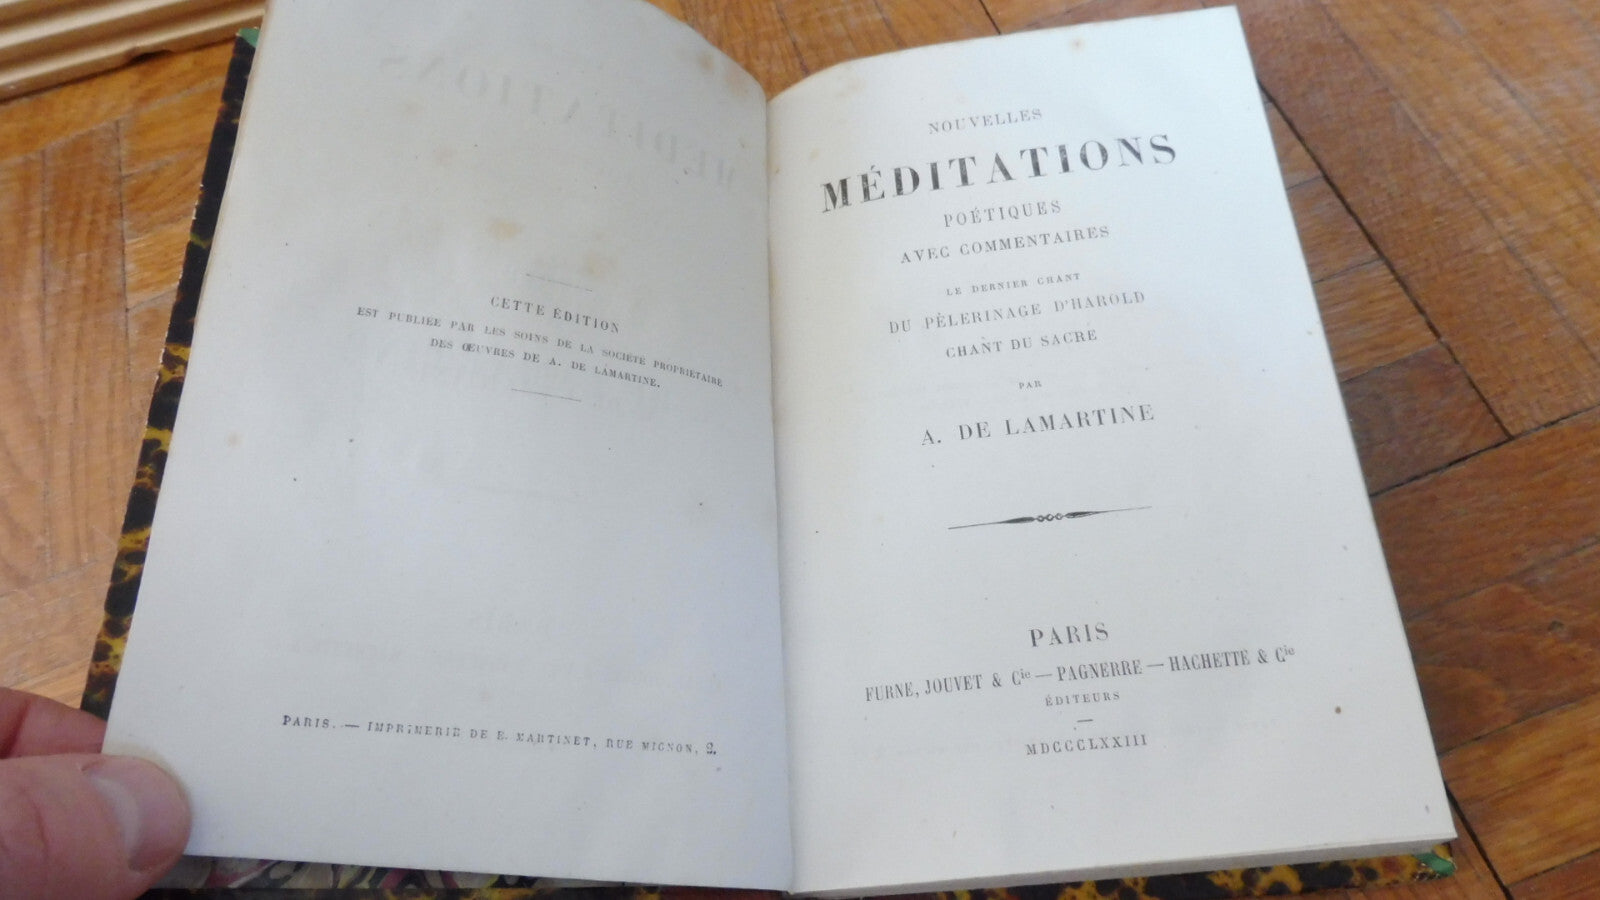 CETTE ÉDITION
EST PUBLIÉE PAR LES SOINS DE LA SOCIÉTÉ PROPRIÉTAIRE
DES ŒUVRES DE A. DE LAMARTINE.
PARIS. — IMPRIMERIE DE E. MARTINET, RUE MIGNON, 2.
NOUVELLES
MÉDITATIONS
POÉTIQUES
AVEC COMMENTAIRES
LE DERNIER CHANT
DU PÈLERINAGE D'HAROLD
CHANT DU SACRE
PAR
A. DE LAMARTINE
PARIS
FURNE, JOUVET & Cie — PAGNERRE — HACHETTE & Cie
ÉDITEURS
MDCCCLXXIII